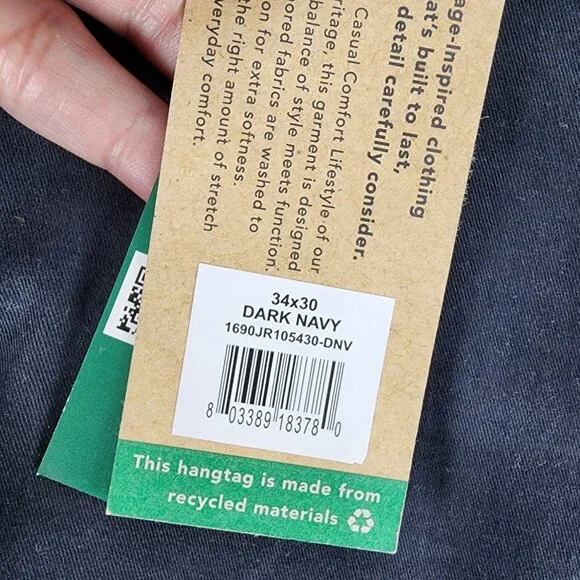 age-Inspired clothing
at's built to last,
detail carefully consider.
Casual Comfort Lifestyle of our
ritage, this garment is designed
balance of style meets function.
ored fabrics are washed to
on for extra softness.
the right amount of stretch
veryday comfort.
34x30
DARK NAVY
1690JR105430-DNV
8 03389 18378 0
This hangtag is made from
recycled materials